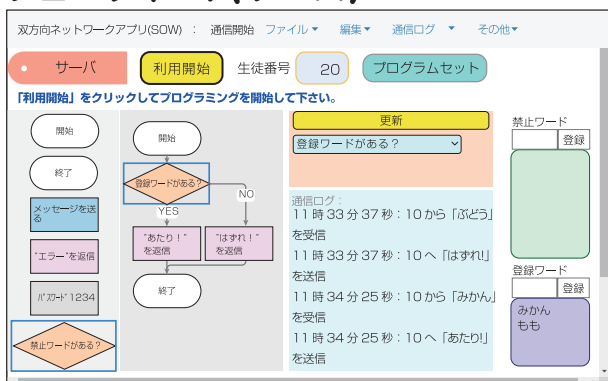 双方向ネットワークアプリ(SOW) ： 通信開始 ファイル▼ 編集▼ 通信ログ ▼ その他▼
サーバ 利用開始 生徒番号 20 プログラムセット
「利用開始」をクリックしてプログラミングを開始して下さい。
開始
終了
メッセージを送
る
"エラー"を返信
パスワード1234
禁止ワードがある？
開始
登録ワードがある？
YES
NO
"あたり！"
を返信
"はずれ！"
を返信
終了
更新
登録ワードがある？
通信ログ：
11時33分37秒：10から「ぶどう」
を受信
11時33分37秒：10へ「はずれ!」
を送信
11時34分25秒：10から「みかん」
を受信
11時34分25秒：10へ「あたり!」
を送信
禁止ワード
登録
登録ワード
登録
みかん
もも